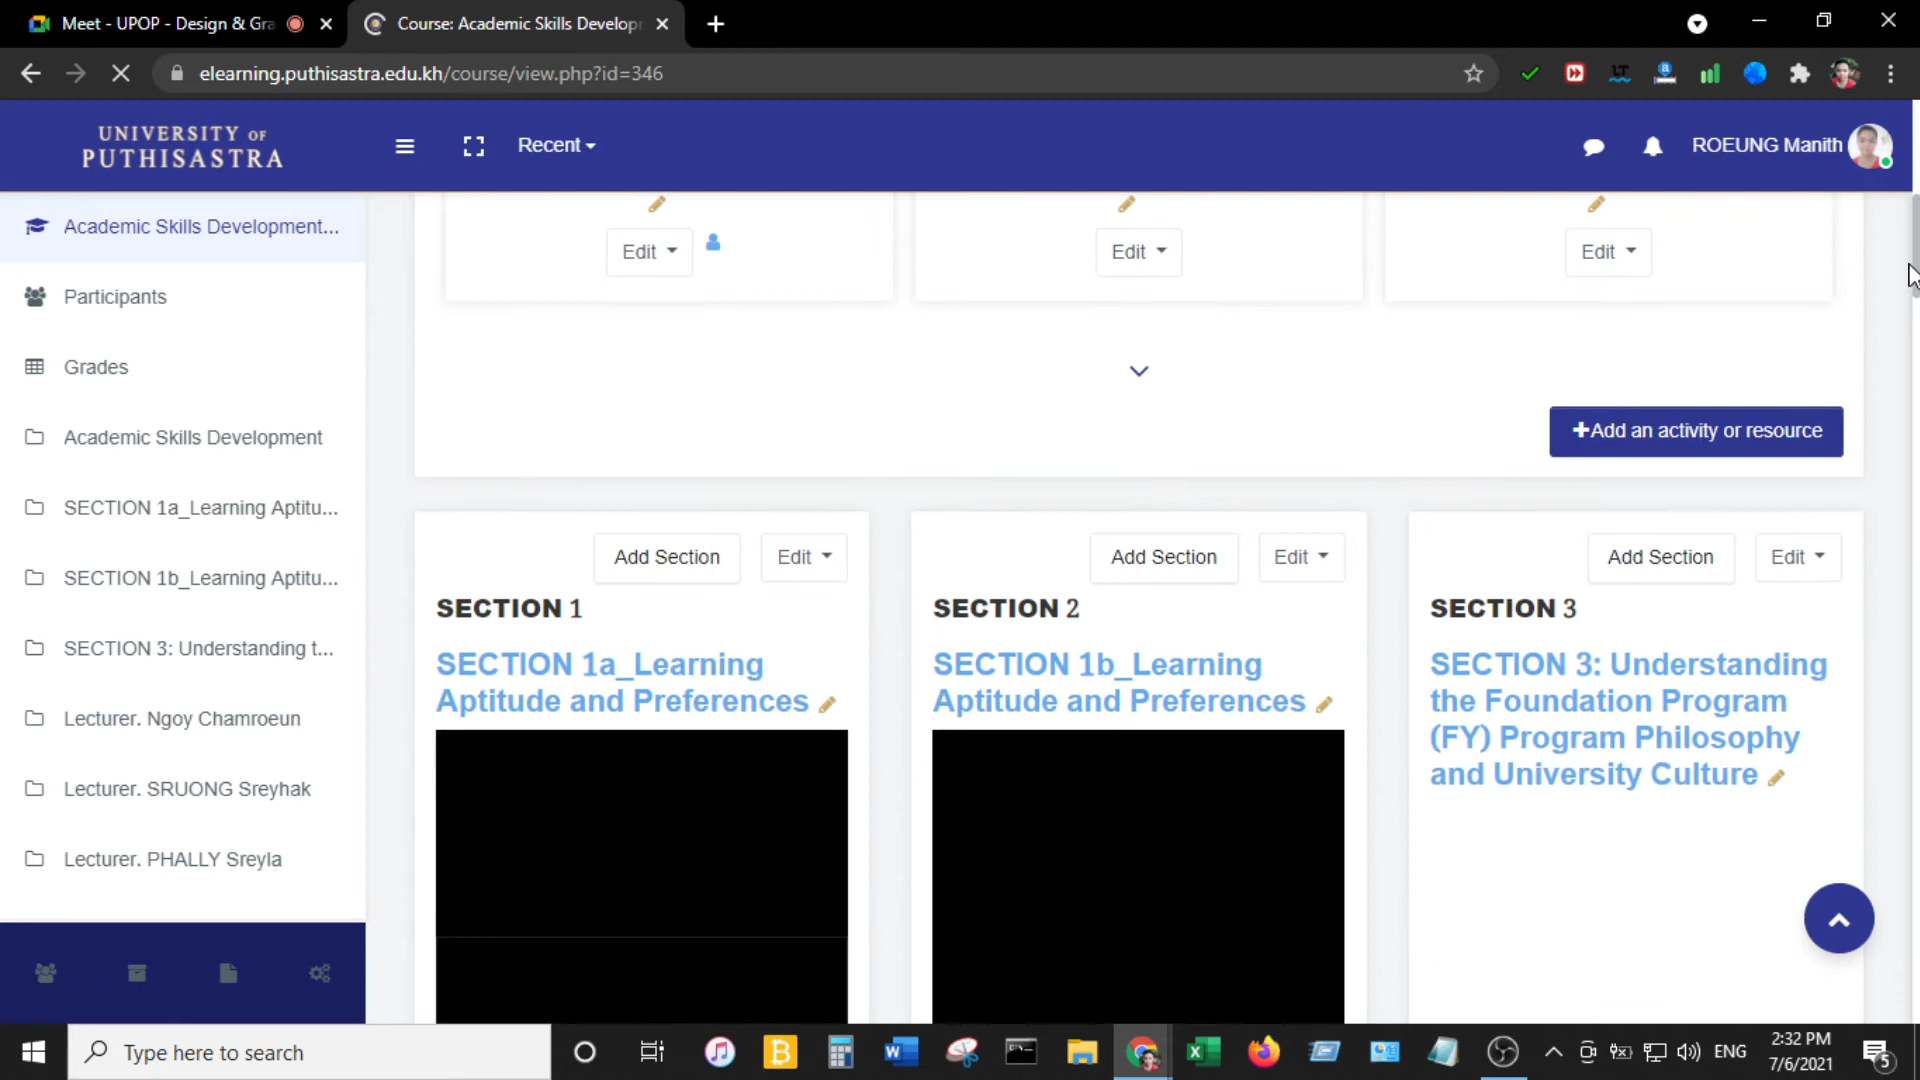 Meet - UPOP - Design & Gra
Course: Academic Skills Develop
elearning.puthisastra.edu.kh/course/view.php?id=346
UNIVERSITY OF
PUTHISASTRA
Recent
ROEUNG Manith
Academic Skills Development...
Participants
Grades
Academic Skills Development
SECTION 1a_Learning Aptitu...
SECTION 1b_Learning Aptitu...
SECTION 3: Understanding t...
Lecturer. Ngoy Chamroeun
Lecturer. SRUONG Sreyhak
Lecturer. PHALLY Sreyla
Edit
Edit
Edit
+Add an activity or resource
Add Section Edit
SECTION 1
SECTION 1a_Learning
Aptitude and Preferences
Add Section Edit
SECTION 2
SECTION 1b_Learning
Aptitude and Preferences
Add Section Edit
SECTION 3
SECTION 3: Understanding
the Foundation Program
(FY) Program Philosophy
and University Culture
Type here to search
ENG
2:32 PM
7/6/2021
5